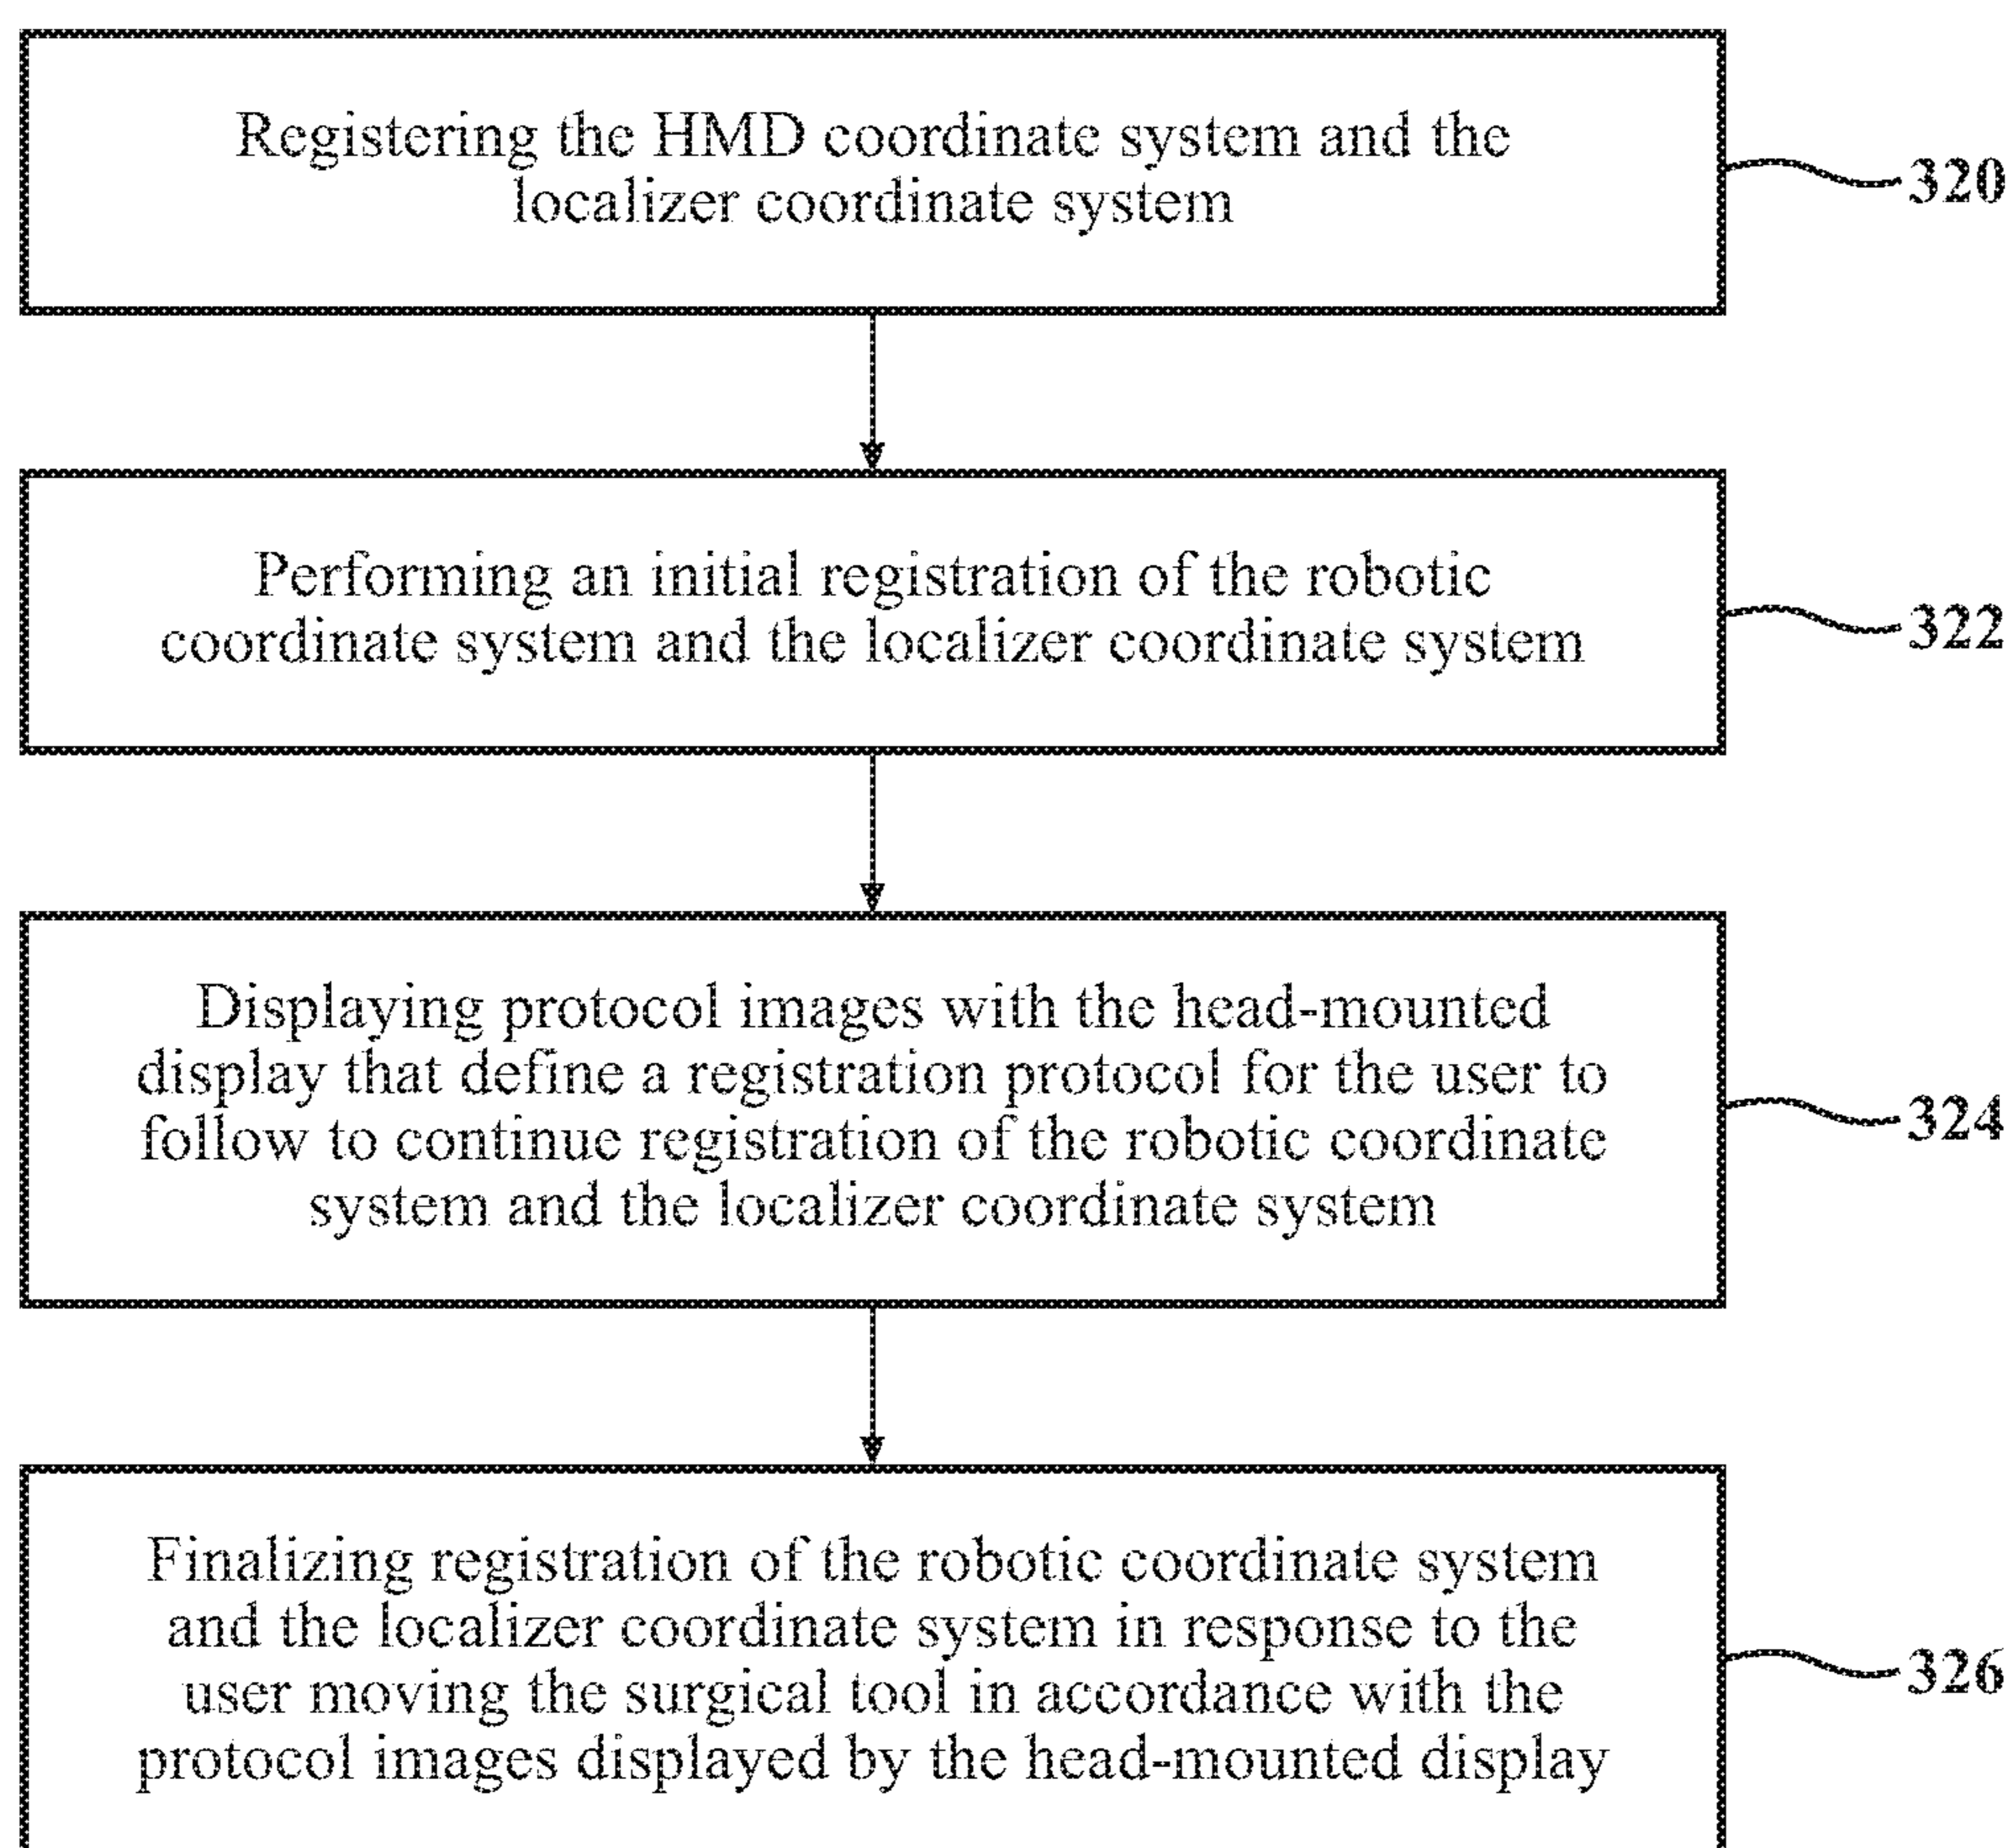 Registering the HMD coordinate system and the
localizer coordinate system
320
Performing an initial registration of the robotic
coordinate system and the localizer coordinate system
322
Displaying protocol images with the head-mounted
display that define a registration protocol for the user to
follow to continue registration of the robotic coordinate
system and the localizer coordinate system
324
Finalizing registration of the robotic coordinate system
and the localizer coordinate system in response to the
user moving the surgical tool in accordance with the
protocol images displayed by the head-mounted display
326